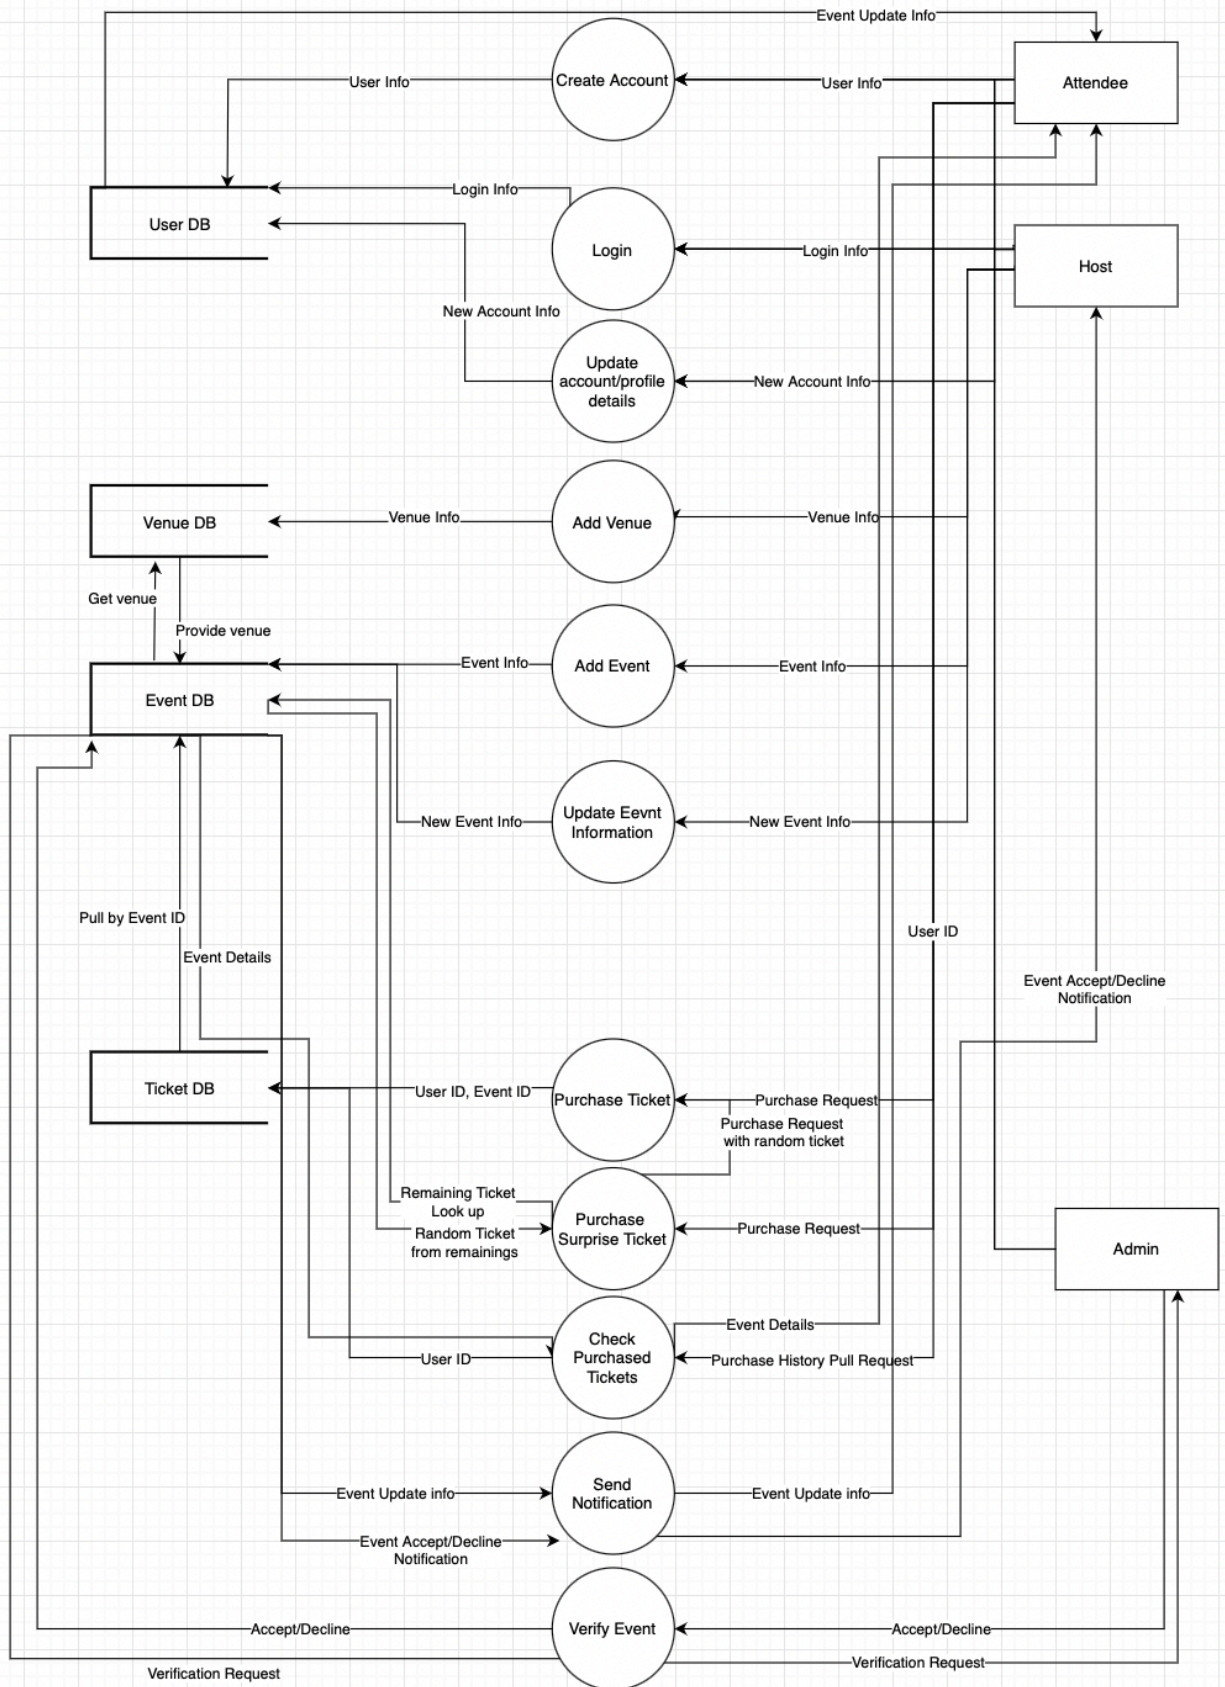 Event Update Info
Create Account
User Info
User Info
Attendee
Login Info
User DB
Login
Login Info
Host
New Account Info
Update
account/profile
details
New Account Info
Venue DB
Venue Info
Add Venue
Venue Info
Get venue
Provide venue
Event DB
Event Info
Add Event
Event Info
New Event Info
Update Eevnt
Information
New Event Info
Pull by Event ID
Event Details
User ID
Event Accept/Decline
Notification
Ticket DB
User ID, Event ID
Purchase Ticket
Purchase Request
Purchase Request
with random ticket
Remaining Ticket
Look up
Random Ticket
from remainings
Purchase
Surprise Ticket
Purchase Request
Admin
Event Details
Check
Purchased
Tickets
User ID
Purchase History Pull Request
Event Update info
Send
Notification
Event Update info
Event Accept/Decline
Notification
Accept/Decline
Verify Event
Accept/Decline
Verification Request
Verification Request